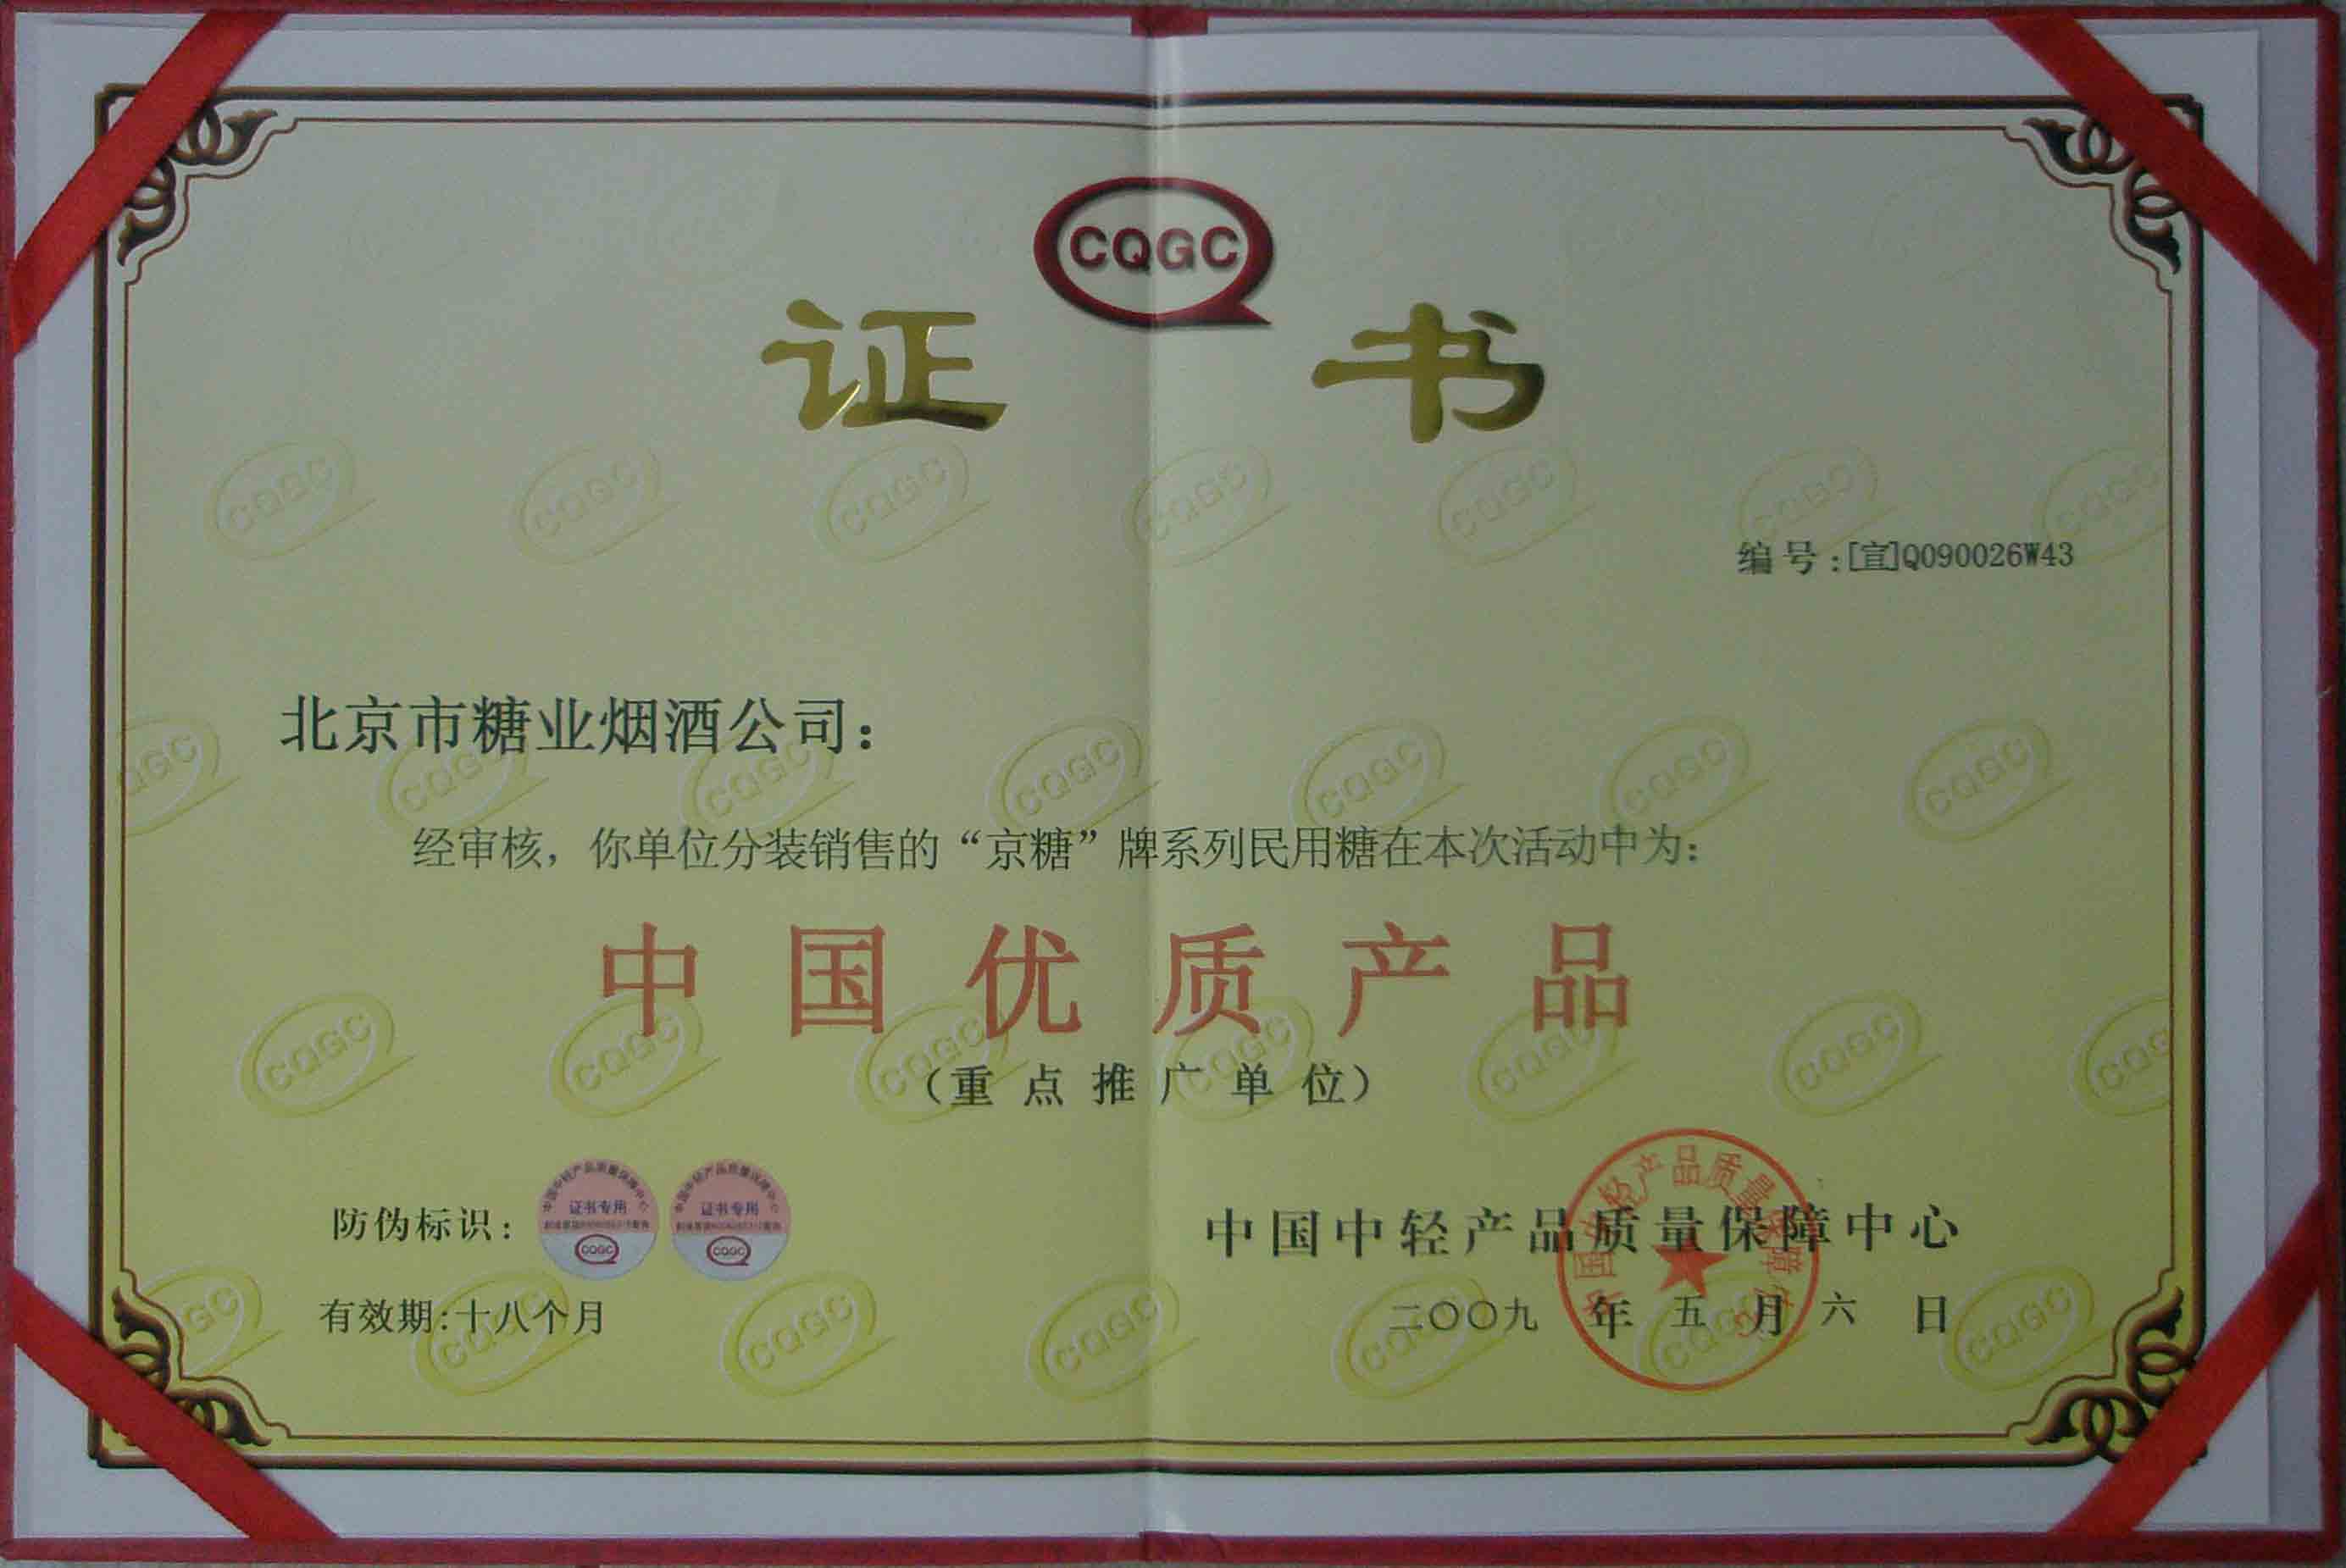 CQGC
证 书
编号:[宣]Q090026W43
北京市糖业烟酒公司:
经审核,你单位分装销售的“京糖”牌系列民用糖在本次活动中为:
中国优质产品
(重点推广单位)
防伪标识:
证书专用
CQGC
证书专用
CQGC
中国中轻产品质量保障中心
有效期:十八个月
二〇〇九 年 五 月 六 日